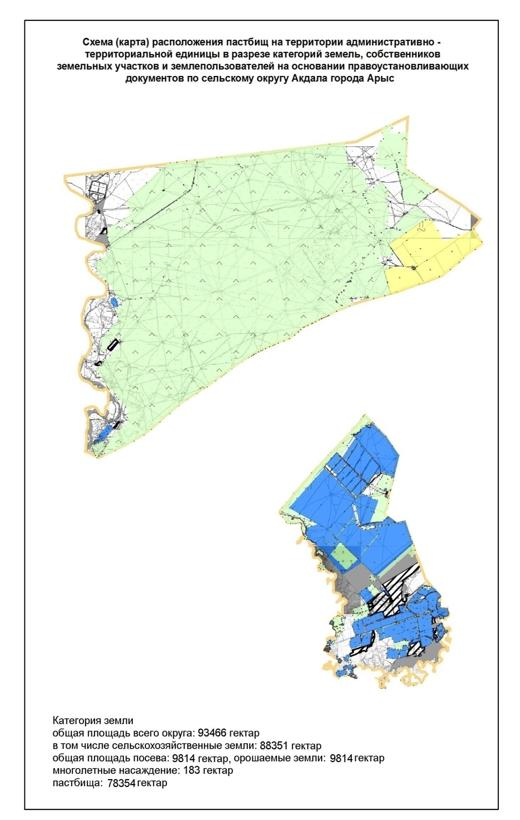 Схема (карта) расположения пастбищ на территории административно -
территориальной единицы в разрезе категорий земель, собственников
земельных участков и землепользователей на основании правоустановливающих
документов по сельскому округу Акдала города Арыс
Категория земли
общая площадь всего округа: 93466 гектар
в том числе сельскохозяйственные земли: 88351 гектар
общая площадь посева: 9814 гектар, орошаемые земли: 9814 гектар
многолетные насаждение: 183 гектар
пастбища: 78354 гектар